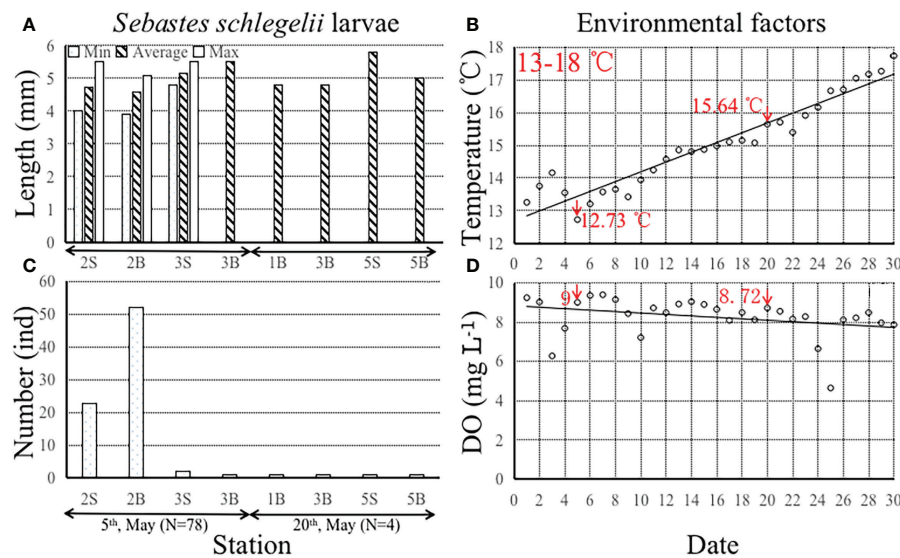 Sebastes schlegelii larvae
Environmental factors
A
Min Average Max
Length (mm)
6
5
4
3
2
1
0
2S 2B 3S 3B 1B 3B 5S 5B
B
13-18 ℃
Temperature (℃)
18
17
16
15
14
13
12
15.64 ℃
12.73 ℃
0 2 4 6 8 10 12 14 16 18 20 22 24 26 28 30
C
Number (ind)
60
50
40
30
20
10
0
2S 2B 3S 3B 1B 3B 5S 5B
5th, May (N=78) 20th, May (N=4)
Station
D
DO (mg L-1)
10
8
6
4
2
0
9
8.72
0 2 4 6 8 10 12 14 16 18 20 22 24 26 28 30
Date